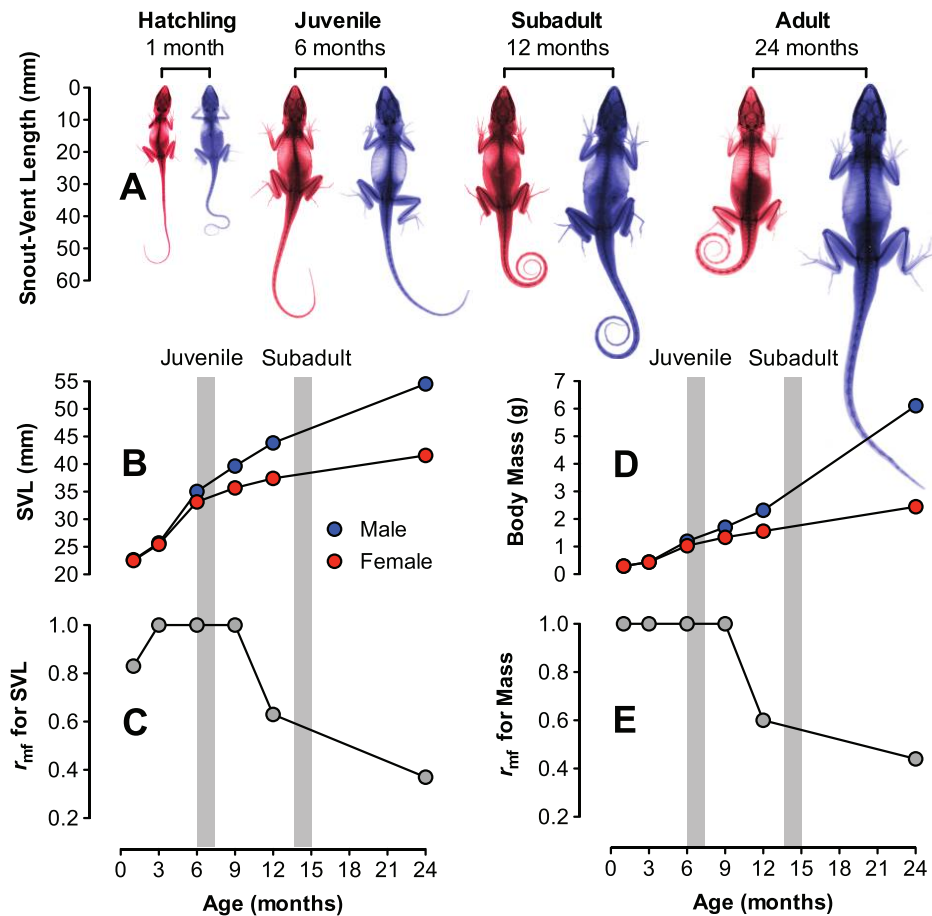 Hatchling
1 month
Juvenile
6 months
Subadult
12 months
Adult
24 months
Snout-Vent Length (mm)
0
10
20
30
40
50
60
A
Juvenile
Subadult
SVL (mm)
55
50
45
40
35
30
25
20
B
Male
Female
Juvenile
Subadult
Body Mass (g)
7
6
5
4
3
2
1
0
D
rmf for SVL
1.0
0.8
0.6
0.4
0.2
C
0 3 6 9 12 15 18 21 24
Age (months)
rmf for Mass
1.0
0.8
0.6
0.4
0.2
E
0 3 6 9 12 15 18 21 24
Age (months)